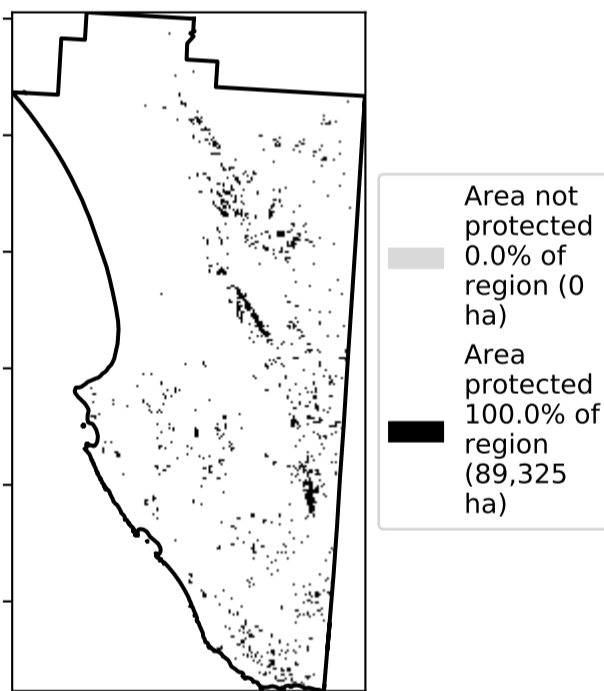 Area not
protected
0.0% of
region (0
ha)
Area
protected
100.0% of
region
(89,325
ha)